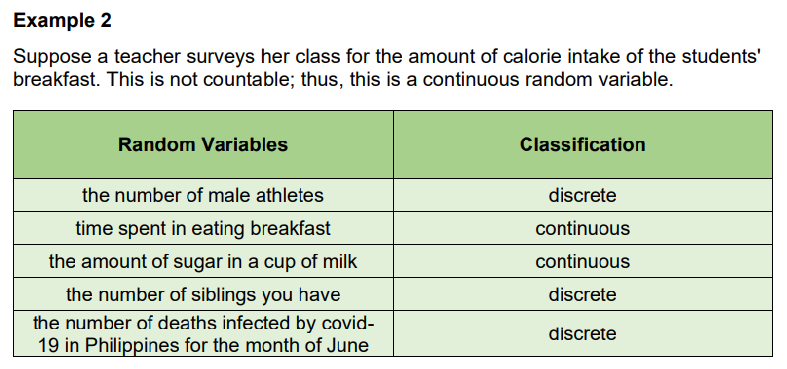 Example 2
Suppose a teacher surveys her class for the amount of calorie intake of the students'
breakfast. This is not countable; thus, this is a continuous random variable.
Random Variables Classification
the number of male athletes discrete
time spent in eating breakfast continuous
the amount of sugar in a cup of milk continuous
the number of siblings you have discrete
the number of deaths infected by covid-
19 in Philippines for the month of June discrete